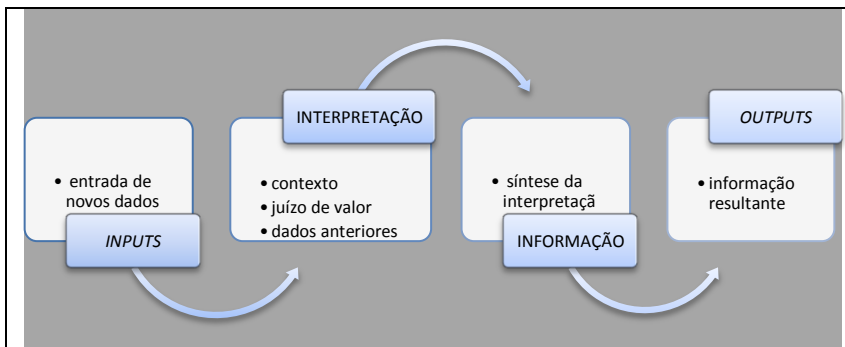 • entrada de
novos dados
INPUTS
INTERPRETAÇÃO
• contexto
• juízo de valor
• dados anteriores
• síntese da
interpretaçã
INFORMAÇÃO
OUTPUTS
• informação
resultante